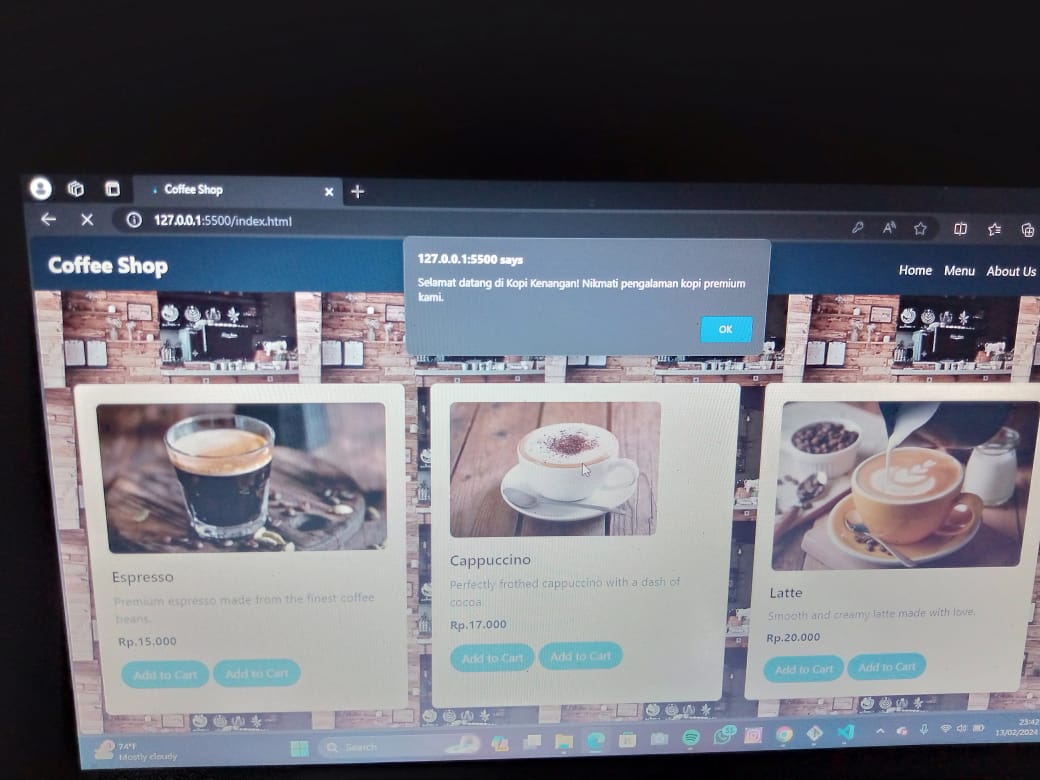 Coffee Shop
127.0.0.1:5500/index.html
127.0.0.1:5500 says
Selamat datang di Kopi Kenangan! Nikmati pengalaman kopi premium
kami.
OK
Coffee Shop
Home Menu About Us
Espresso
Premium espresso made from the finest coffee
beans.
Rp.15.000
Add to Cart Add to Cart
Cappuccino
Perfectly frothed cappuccino with a dash of
cocoa.
Rp.17.000
Add to Cart Add to Cart
Latte
Smooth and creamy latte made with love.
Rp.20.000
Add to Cart Add to Cart
74°F
Mostly cloudy
Search
23:42
13/02/2024